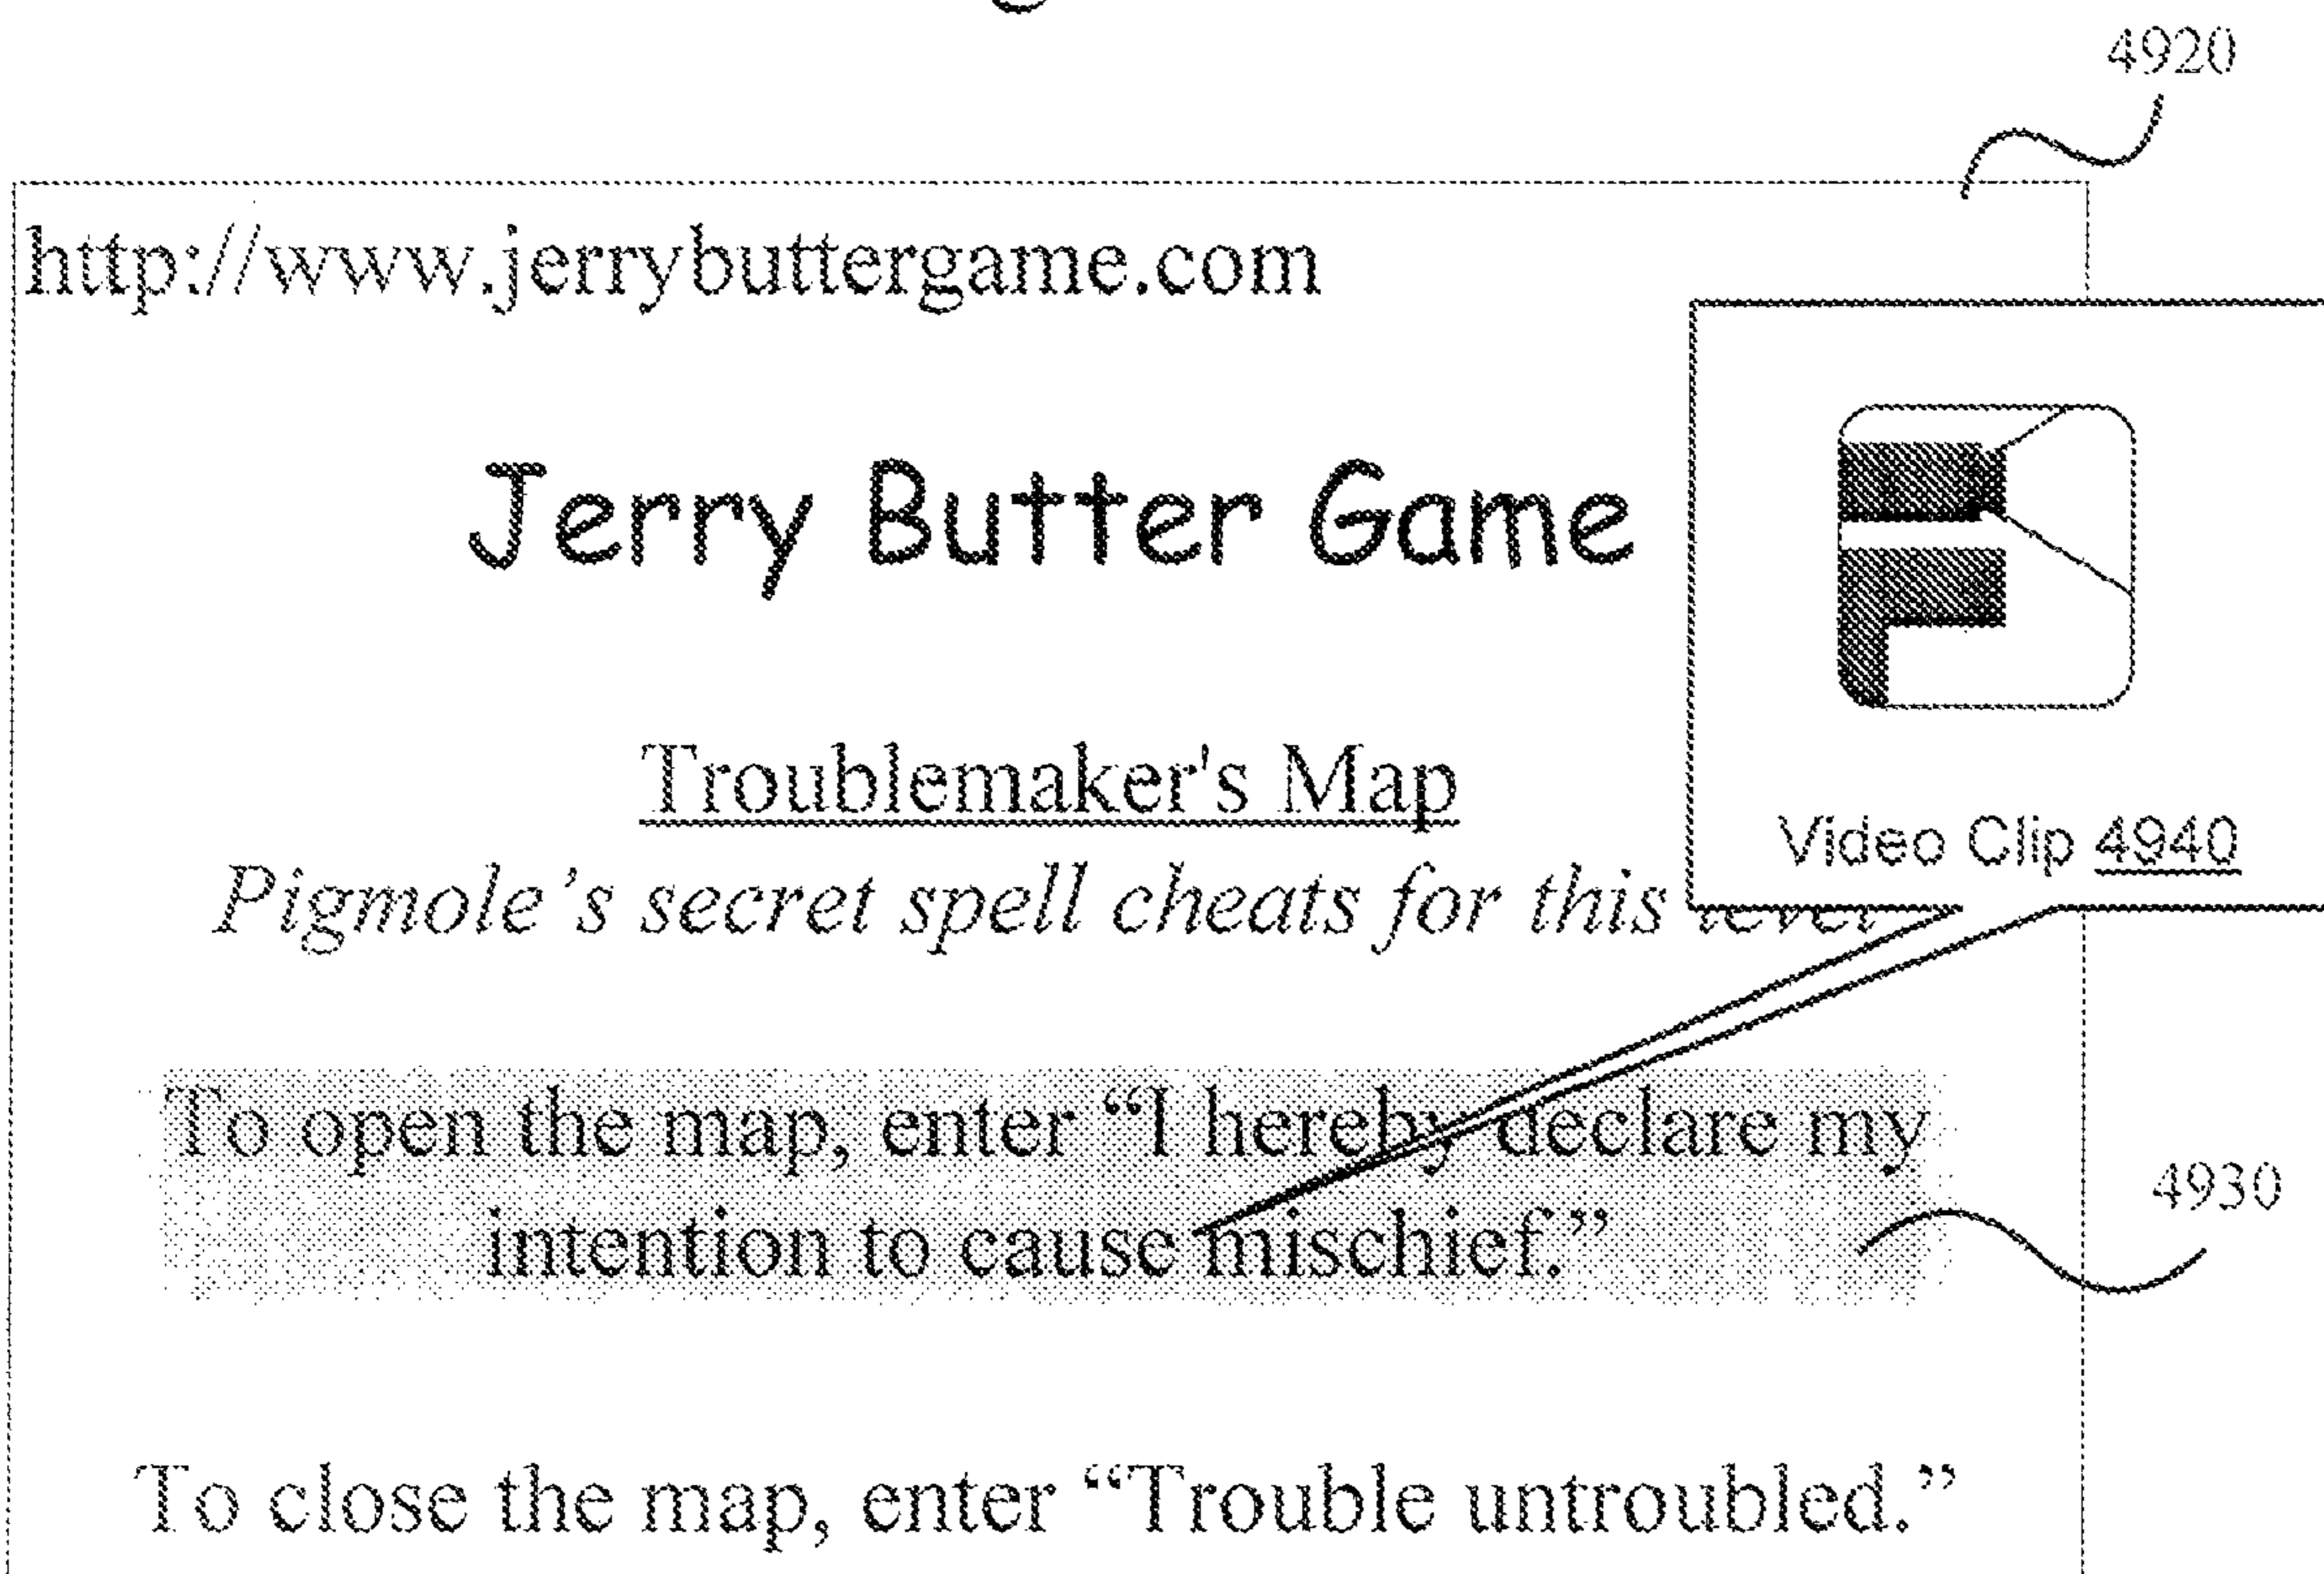 4920
http://www.jerrybuttergame.com
Jerry Butter Game
Troublemaker's Map
Video Clip 4940
Pigmole’s secret spell cheats for this level
To open the map, enter “I hereby declare my
4930
intention to cause mischief.”
To close the map, enter “Trouble untroubled.”